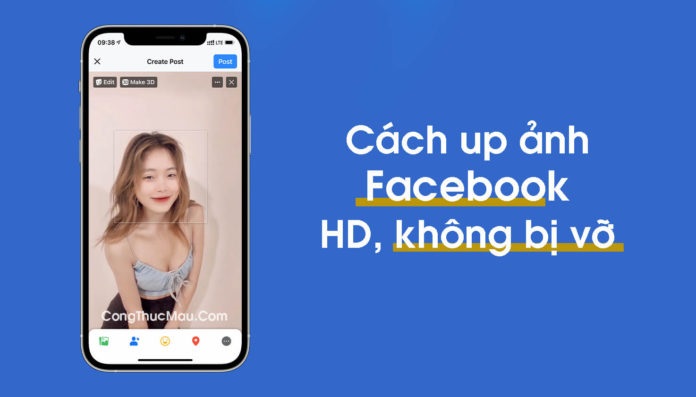 09:38
LTE
Create Post
Post
Edit
Make 3D
CongThucMau.Com
Cách up ảnh
Facebook
HD, không bị vỡ